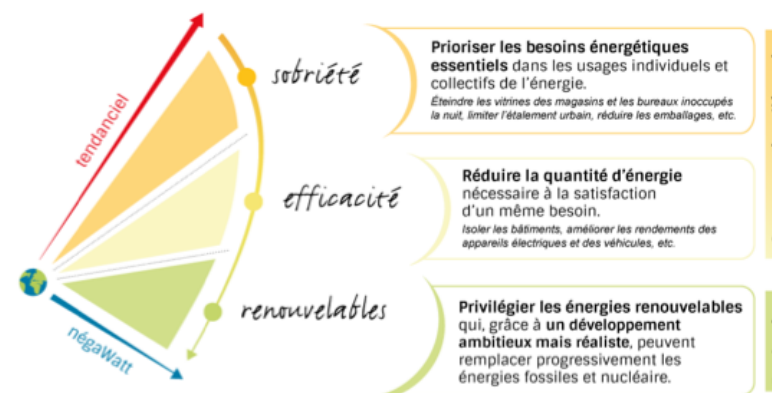 tendanciel
sobriété
Prioriser les besoins énergétiques
essentiels dans les usages individuels et
collectifs de l'énergie.
Éteindre les vitrines des magasins et les bureaux inoccupés
la nuit, limiter l'étalement urbain, réduire les emballages, etc.
efficacité
Réduire la quantité d'énergie
nécessaire à la satisfaction
d'un même besoin.
Isoler les bâtiments, améliorer les rendements des
appareils électriques et des véhicules, etc.
renouvelables
Privilégier les énergies renouvelables
qui, grâce à un développement
ambitieux mais réaliste, peuvent
remplacer progressivement les
énergies fossiles et nucléaire.
négaWatt